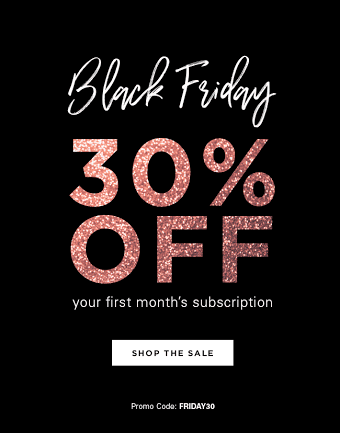 Black Friday
30%
OFF
your first month's subscription
SHOP THE SALE
Promo Code: FRIDAY30